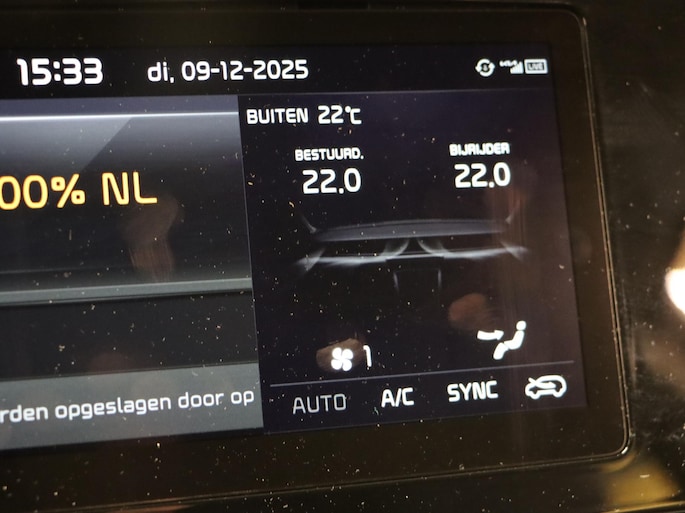 15:33 di, 09-12-2025 LIVE
BUITEN 22°C
BESTUURD. BIJRIJDER
22.0 22.0
00% NL
1
rden opgeslagen door op
AUTO A/C SYNC